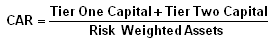 CAR = Tier One Capital + Tier Two Capital
Risk Weighted Assets